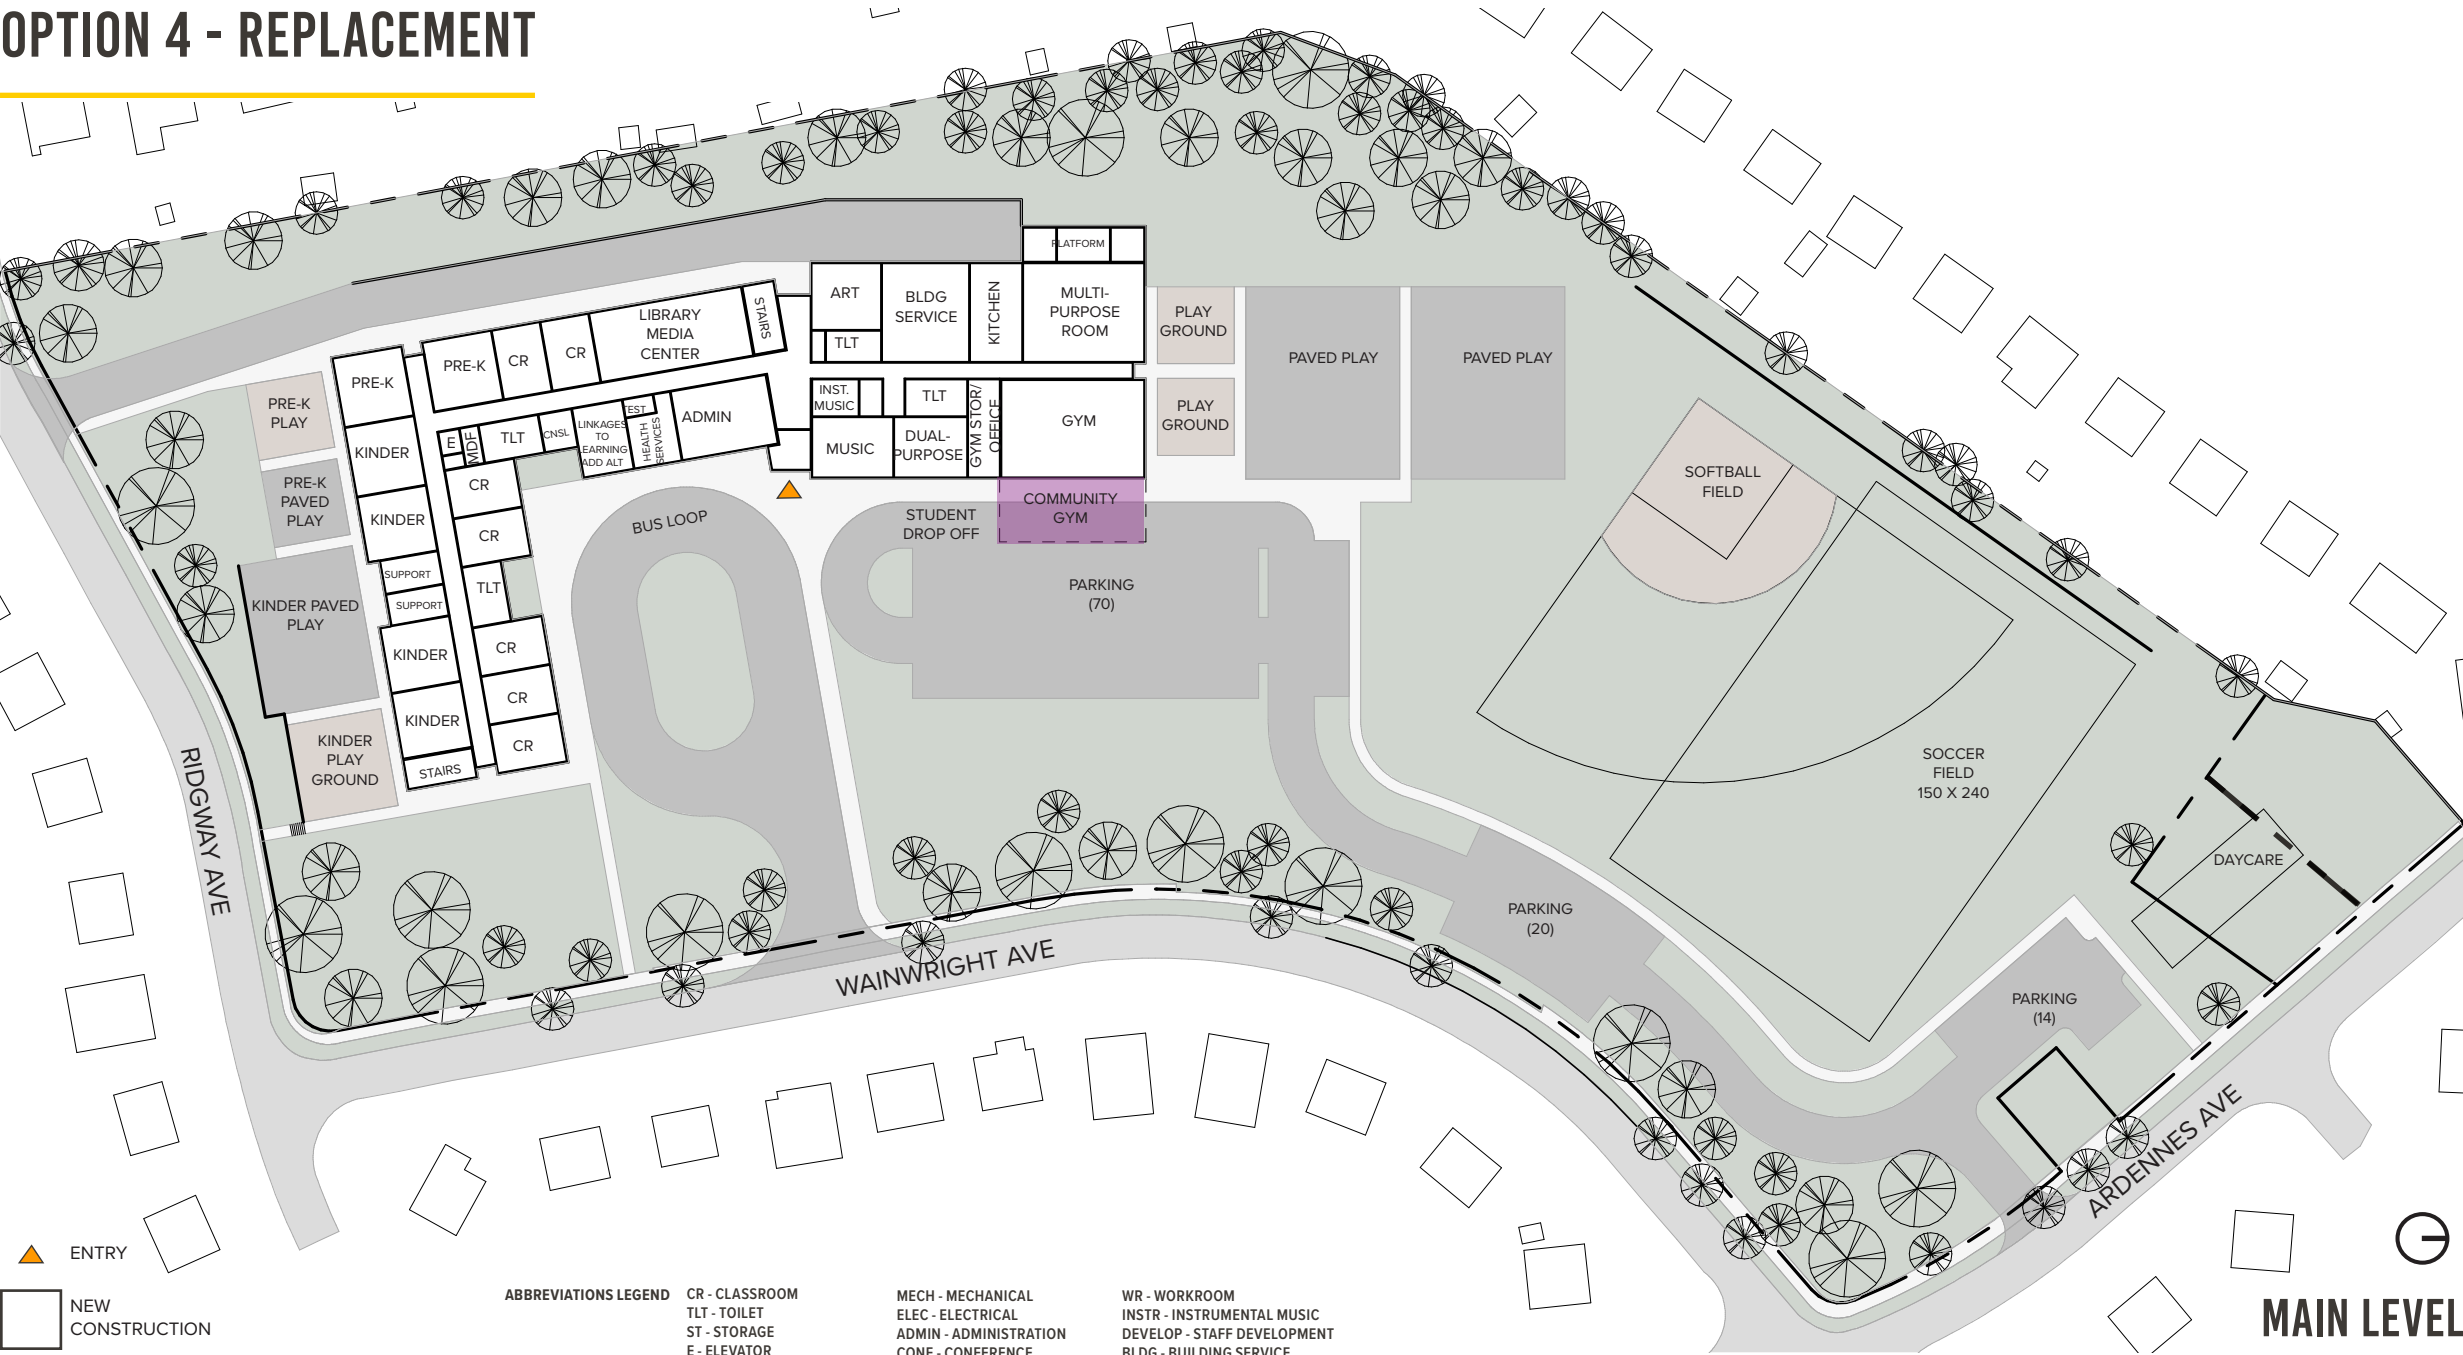 OPTION 4 - REPLACEMENT
PLATFORM
ART
BLDG
SERVICE
KITCHEN
MULTI-
PURPOSE
ROOM
PLAY
GROUND
PAVED PLAY
PAVED PLAY
STAIRS
LIBRARY
MEDIA
CENTER
TLT
PRE-K
CR
CR
PRE-K
PRE-K
PLAY
INST.
MUSIC
TLT
GYM STOR/
OFFICE
GYM
PLAY
GROUND
ADMIN
TEST
HEALTH
SERVICES
LINKAGES
TO
LEARNING
ADD ALT
CNSL
TLT
MDF
E
KINDER
MUSIC
DUAL-
PURPOSE
SOFTBALL
FIELD
PRE-K
PAVED
PLAY
CR
KINDER
CR
BUS LOOP
STUDENT
DROP OFF
COMMUNITY
GYM
SUPPORT
SUPPORT
TLT
PARKING
(70)
KINDER PAVED
PLAY
KINDER
CR
CR
KINDER
CR
STAIRS
KINDER
PLAY
GROUND
SOCCER
FIELD
150 X 240
DAYCARE
RIDGWAY AVE
PARKING
(20)
WAINWRIGHT AVE
PARKING
(14)
ARDENNES AVE
ENTRY
NEW
CONSTRUCTION
ABBREVIATIONS LEGEND
CR - CLASSROOM
TLT - TOILET
ST - STORAGE
E - ELEVATOR
MECH - MECHANICAL
ELEC - ELECTRICAL
ADMIN - ADMINISTRATION
CONF - CONFERENCE
WR - WORKROOM
INSTR - INSTRUMENTAL MUSIC
DEVELOP - STAFF DEVELOPMENT
BLDG - BUILDING SERVICE
MAIN LEVEL